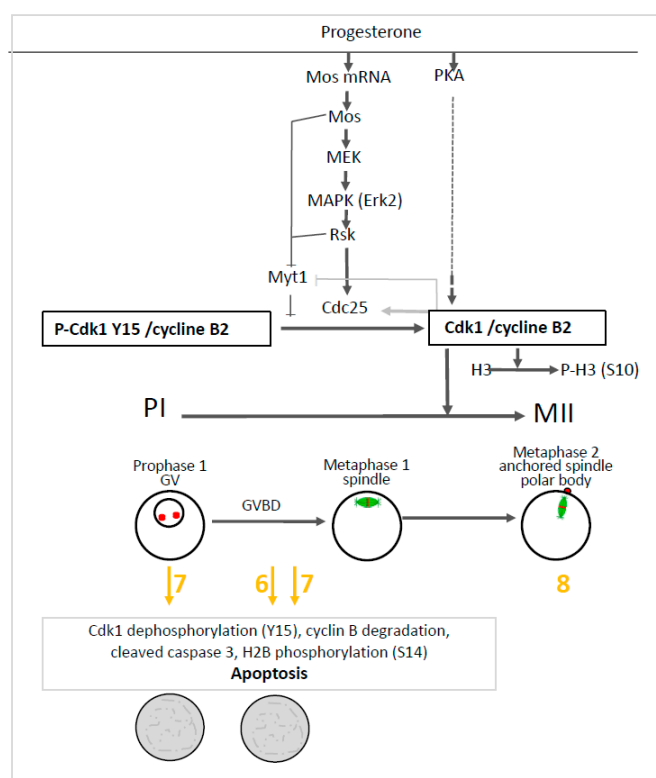 Progesterone
Mos mRNA
PKA
Mos
MEK
MAPK (Erk2)
Rsk
Myt1
Cdc25
P-Cdk1 Y15 /cycline B2
Cdk1 /cycline B2
H3
P-H3 (S10)
PI
MII
Prophase 1
GV
GVBD
Metaphase 1
spindle
Metaphase 2
anchored spindle
polar body
7
6
7
8
Cdk1 dephosphorylation (Y15), cyclin B degradation,
cleaved caspase 3, H2B phosphorylation (S14)
Apoptosis